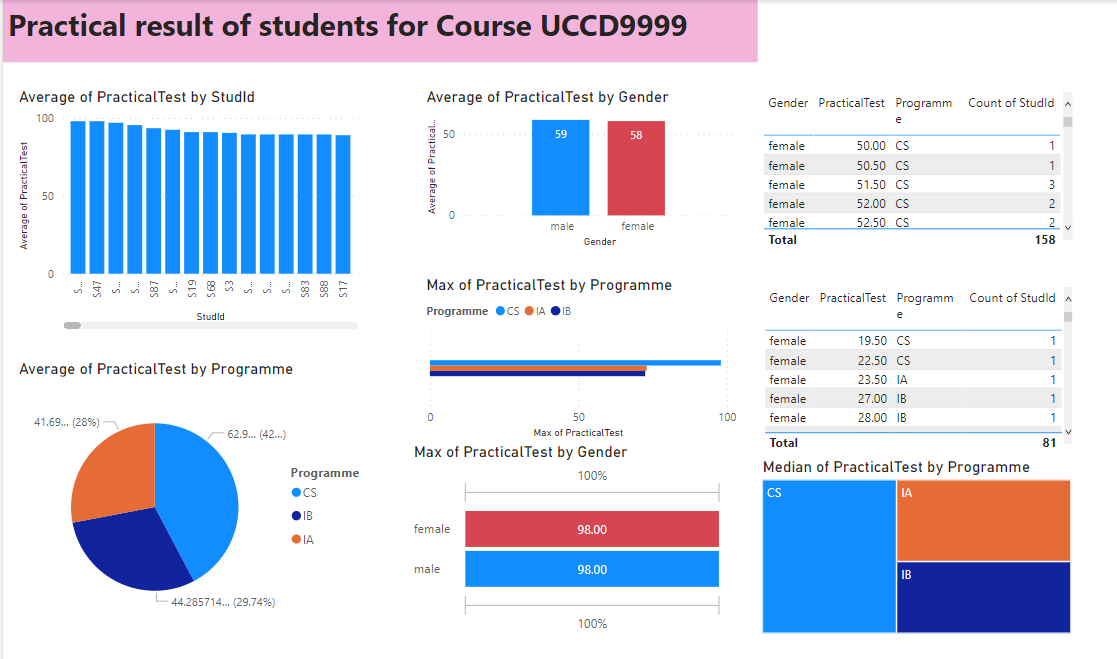 Practical result of students for Course UCCD9999
Average of PracticalTest by StudId
Average of PracticalTest
100
50
0
S...
S47
S...
S...
S87
S...
S19
S68
S3
S...
S...
S...
S83
S88
S17
StudId
Average of PracticalTest by Gender
Average of Practical...
50
0
59
58
male
female
Gender
Gender PracticalTest Programm Count of StudId
e
female 50.00 CS 1
female 50.50 CS 1
female 51.50 CS 3
female 52.00 CS 2
female 52.50 CS 2
Total 158
Max of PracticalTest by Programme
Programme CS IA IB
0 50 100
Max of PracticalTest
Gender PracticalTest Programm Count of StudId
e
female 19.50 CS 1
female 22.50 CS 1
female 23.50 IA 1
female 27.00 IB 1
female 28.00 IB 1
Total 81
Average of PracticalTest by Programme
41.69... (28%)
62.9... (42...)
44.285714... (29.74%)
Programme
CS
IB
IA
Max of PracticalTest by Gender
100%
female 98.00
male 98.00
100%
Median of PracticalTest by Programme
CS
IA
IB